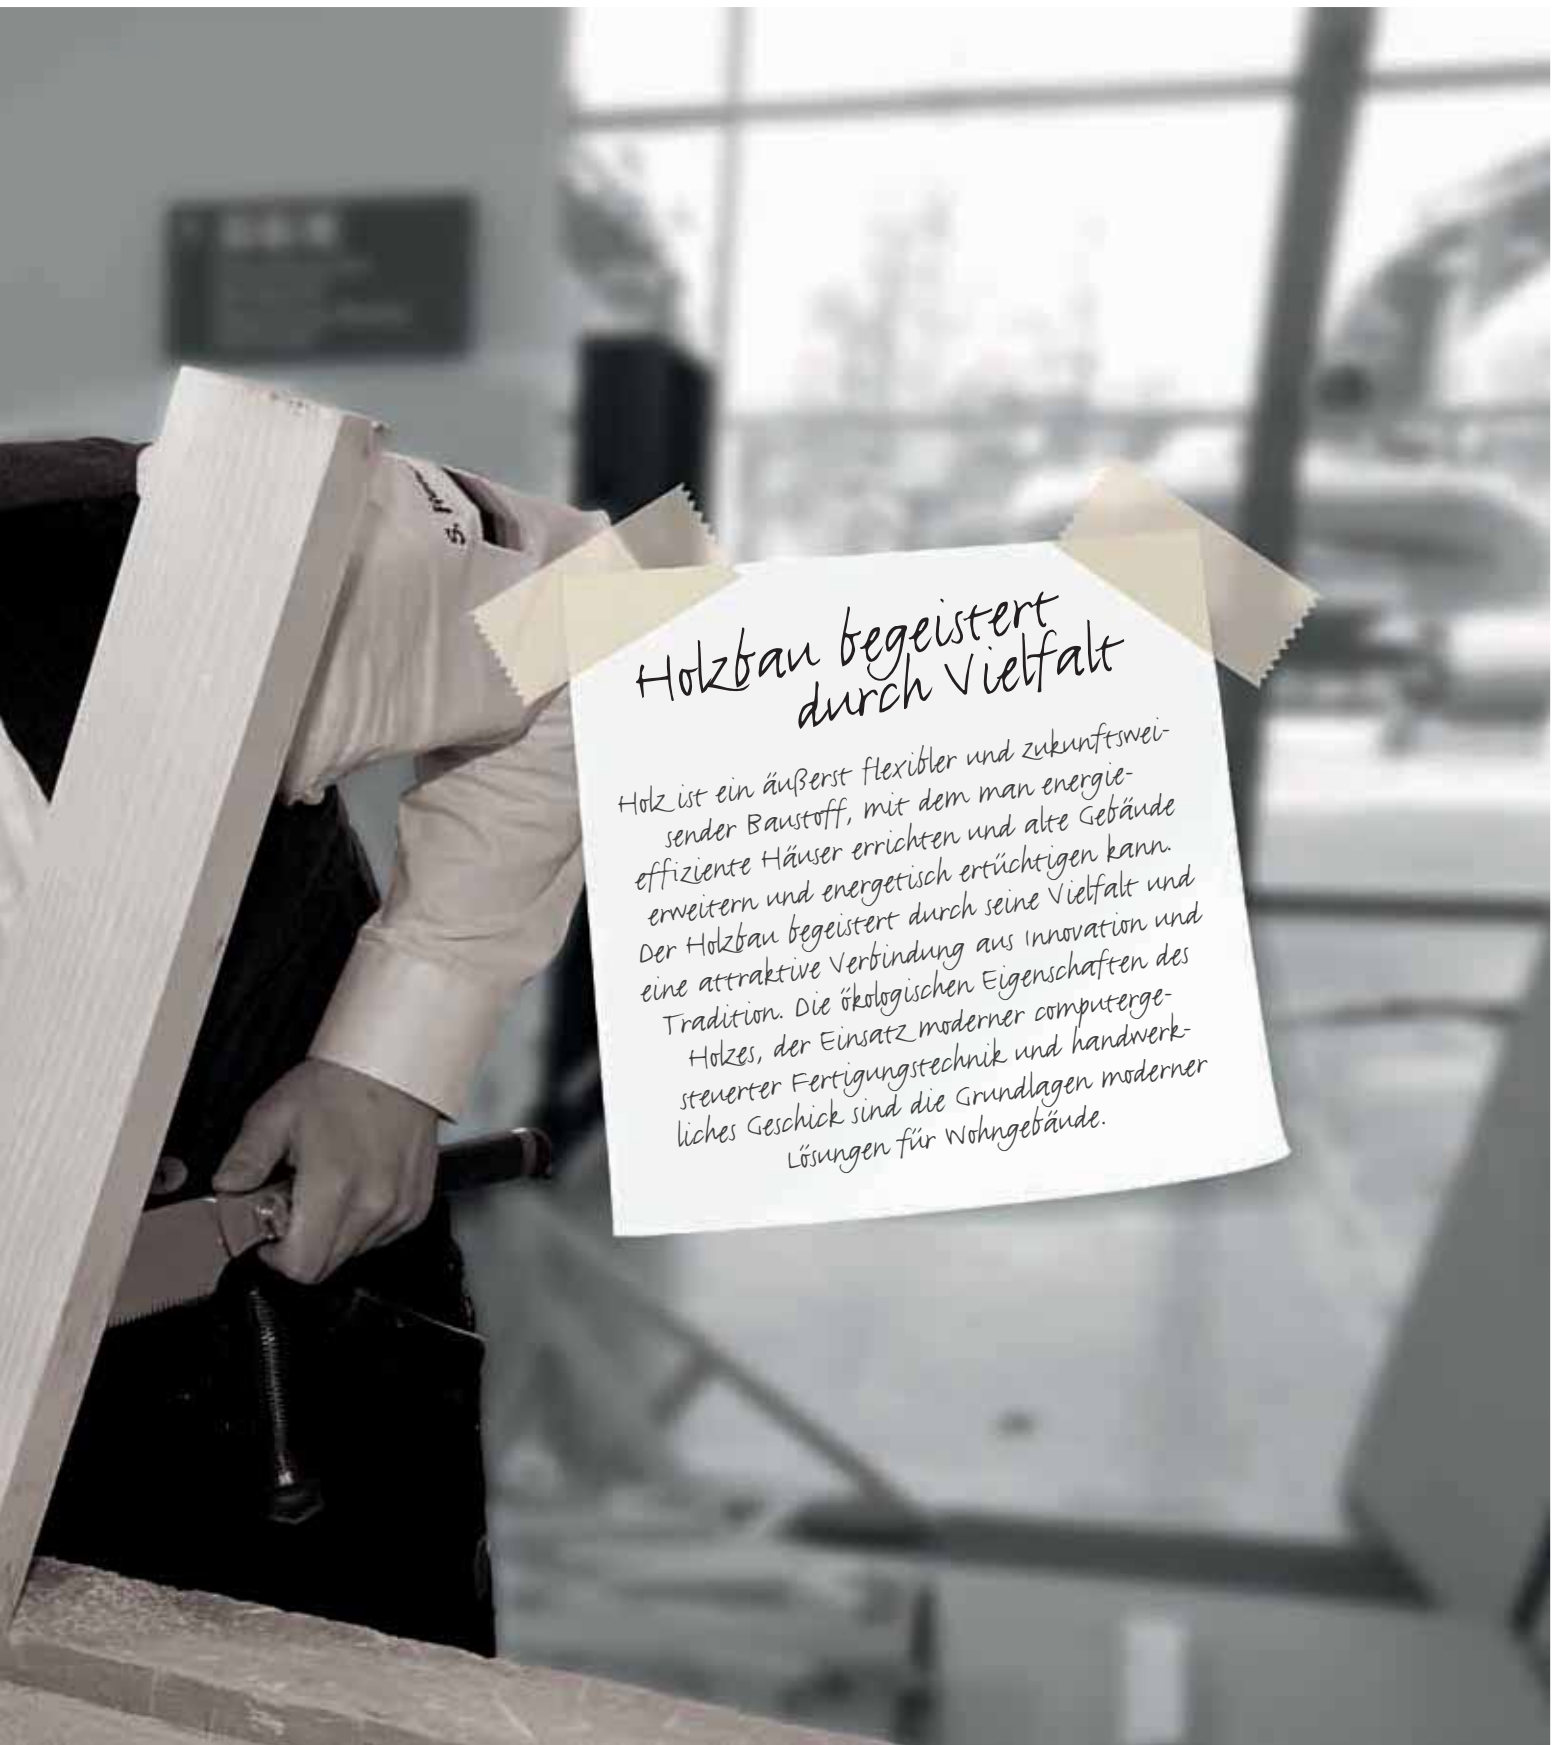 Holzbau begeistert
durch Vielfalt
Holz ist ein äußerst flexibler und zukunftswei-
sender Baustoff, mit dem man energie-
effiziente Häuser errichten und alte Gebäude
erweitern und energetisch ertüchtigen kann.
Der Holzbau begeistert durch seine Vielfalt und
eine attraktive Verbindung aus Innovation und
Tradition. Die ökologischen Eigenschaften des
Holzes, der Einsatz moderner computerge-
steuerter Fertigungstechnik und handwerk-
liches Geschick sind die Grundlagen moderner
Lösungen für Wohngebäude.
S.